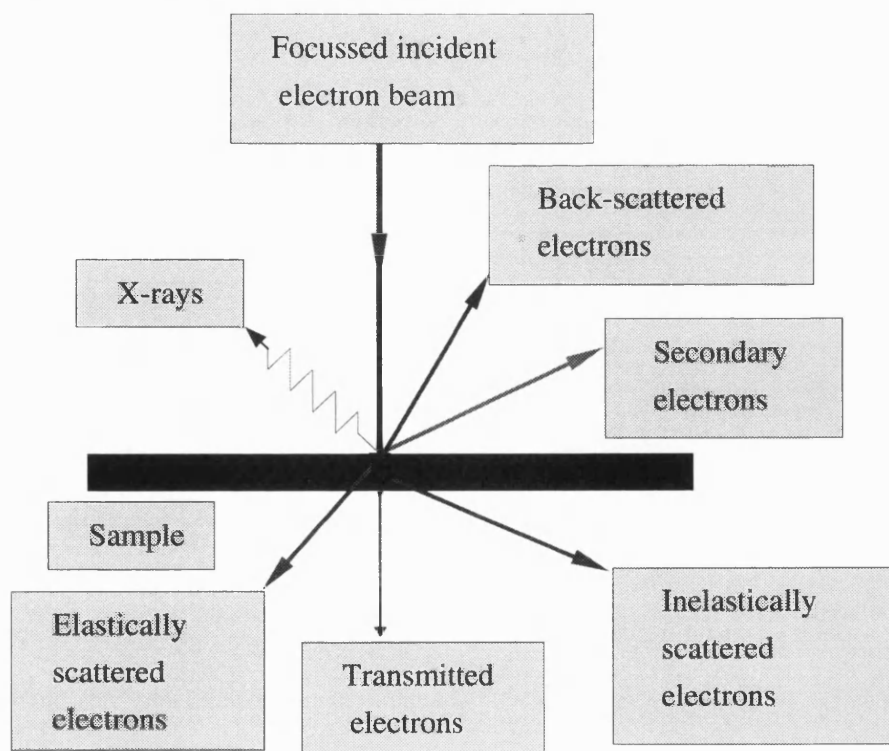 Focussed incident
electron beam
Back-scattered
electrons
X-rays
Secondary
electrons
Sample
Elastically
scattered
electrons
Transmitted
electrons
Inelastically
scattered
electrons